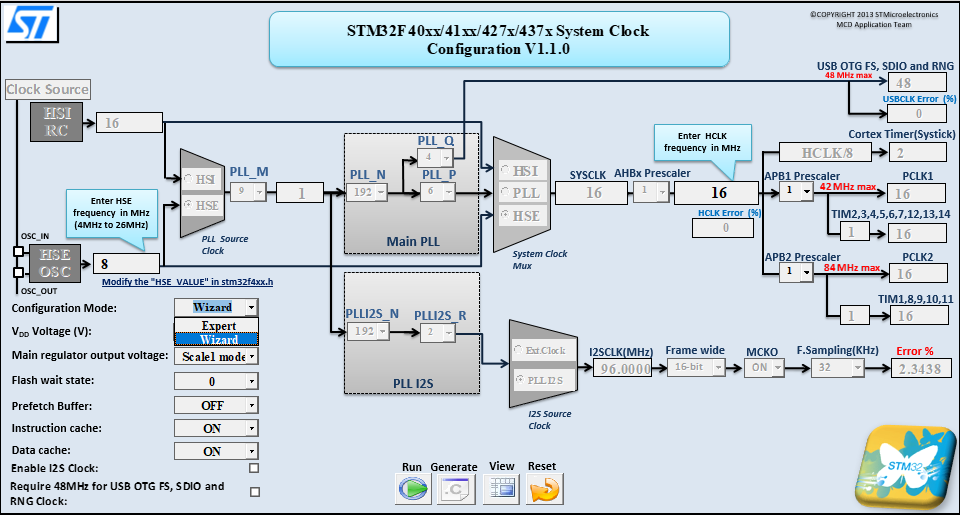 ST
STM32F40xx/41xx/427x/437x System Clock
Configuration V1.1.0
©COPYRIGHT 2013 STMicroelectronics
MCD Application Team
USB OTG FS, SDIO and RNG
48 MHz max
48
USBCLK Error (%)
0
Clock Source
HSI
RC
16
Cortex Timer(Systick)
HCLK/8
2
PLL_M
9
1
HSI
HSE
PLL Source
Clock
PLL_Q
4
PLL_N
192
PLL_P
6
Main PLL
HSI
PLL
HSE
System Clock
Mux
SYSCLK
16
AHBx Prescaler
1
Enter HCLK
frequency in MHz
16
HCLK Error (%)
0
APB1 Prescaler
1
42 MHz max
PCLK1
16
TIM2,3,4,5,6,7,12,13,14
1
16
APB2 Prescaler
1
84 MHz max
PCLK2
16
TIM1,8,9,10,11
1
16
Enter HSE
frequency in MHz
(4MHz to 26MHz)
OSC_IN
HSE
OSC
8
OSC_OUT
Modify the "HSE_VALUE" in stm32f4xx.h
Configuration Mode:
Wizard
Expert
Wizard
VDD Voltage (V):
Main regulator output voltage:
Scale1 mode
Flash wait state:
0
Prefetch Buffer:
OFF
Instruction cache:
ON
Data cache:
ON
Enable I2S Clock:
Require 48MHz for USB OTG FS, SDIO and
RNG Clock:
PLLI2S_N
192
PLLI2S_R
2
PLL I2S
Ext.Clock
PLL I2S
I2S Source
Clock
I2SCLK(MHz)
96.0000
Frame wide
16-bit
MCKO
ON
F.Sampling(KHz)
32
Error %
2.3438
Run
Generate
View
Reset
.C
STM32